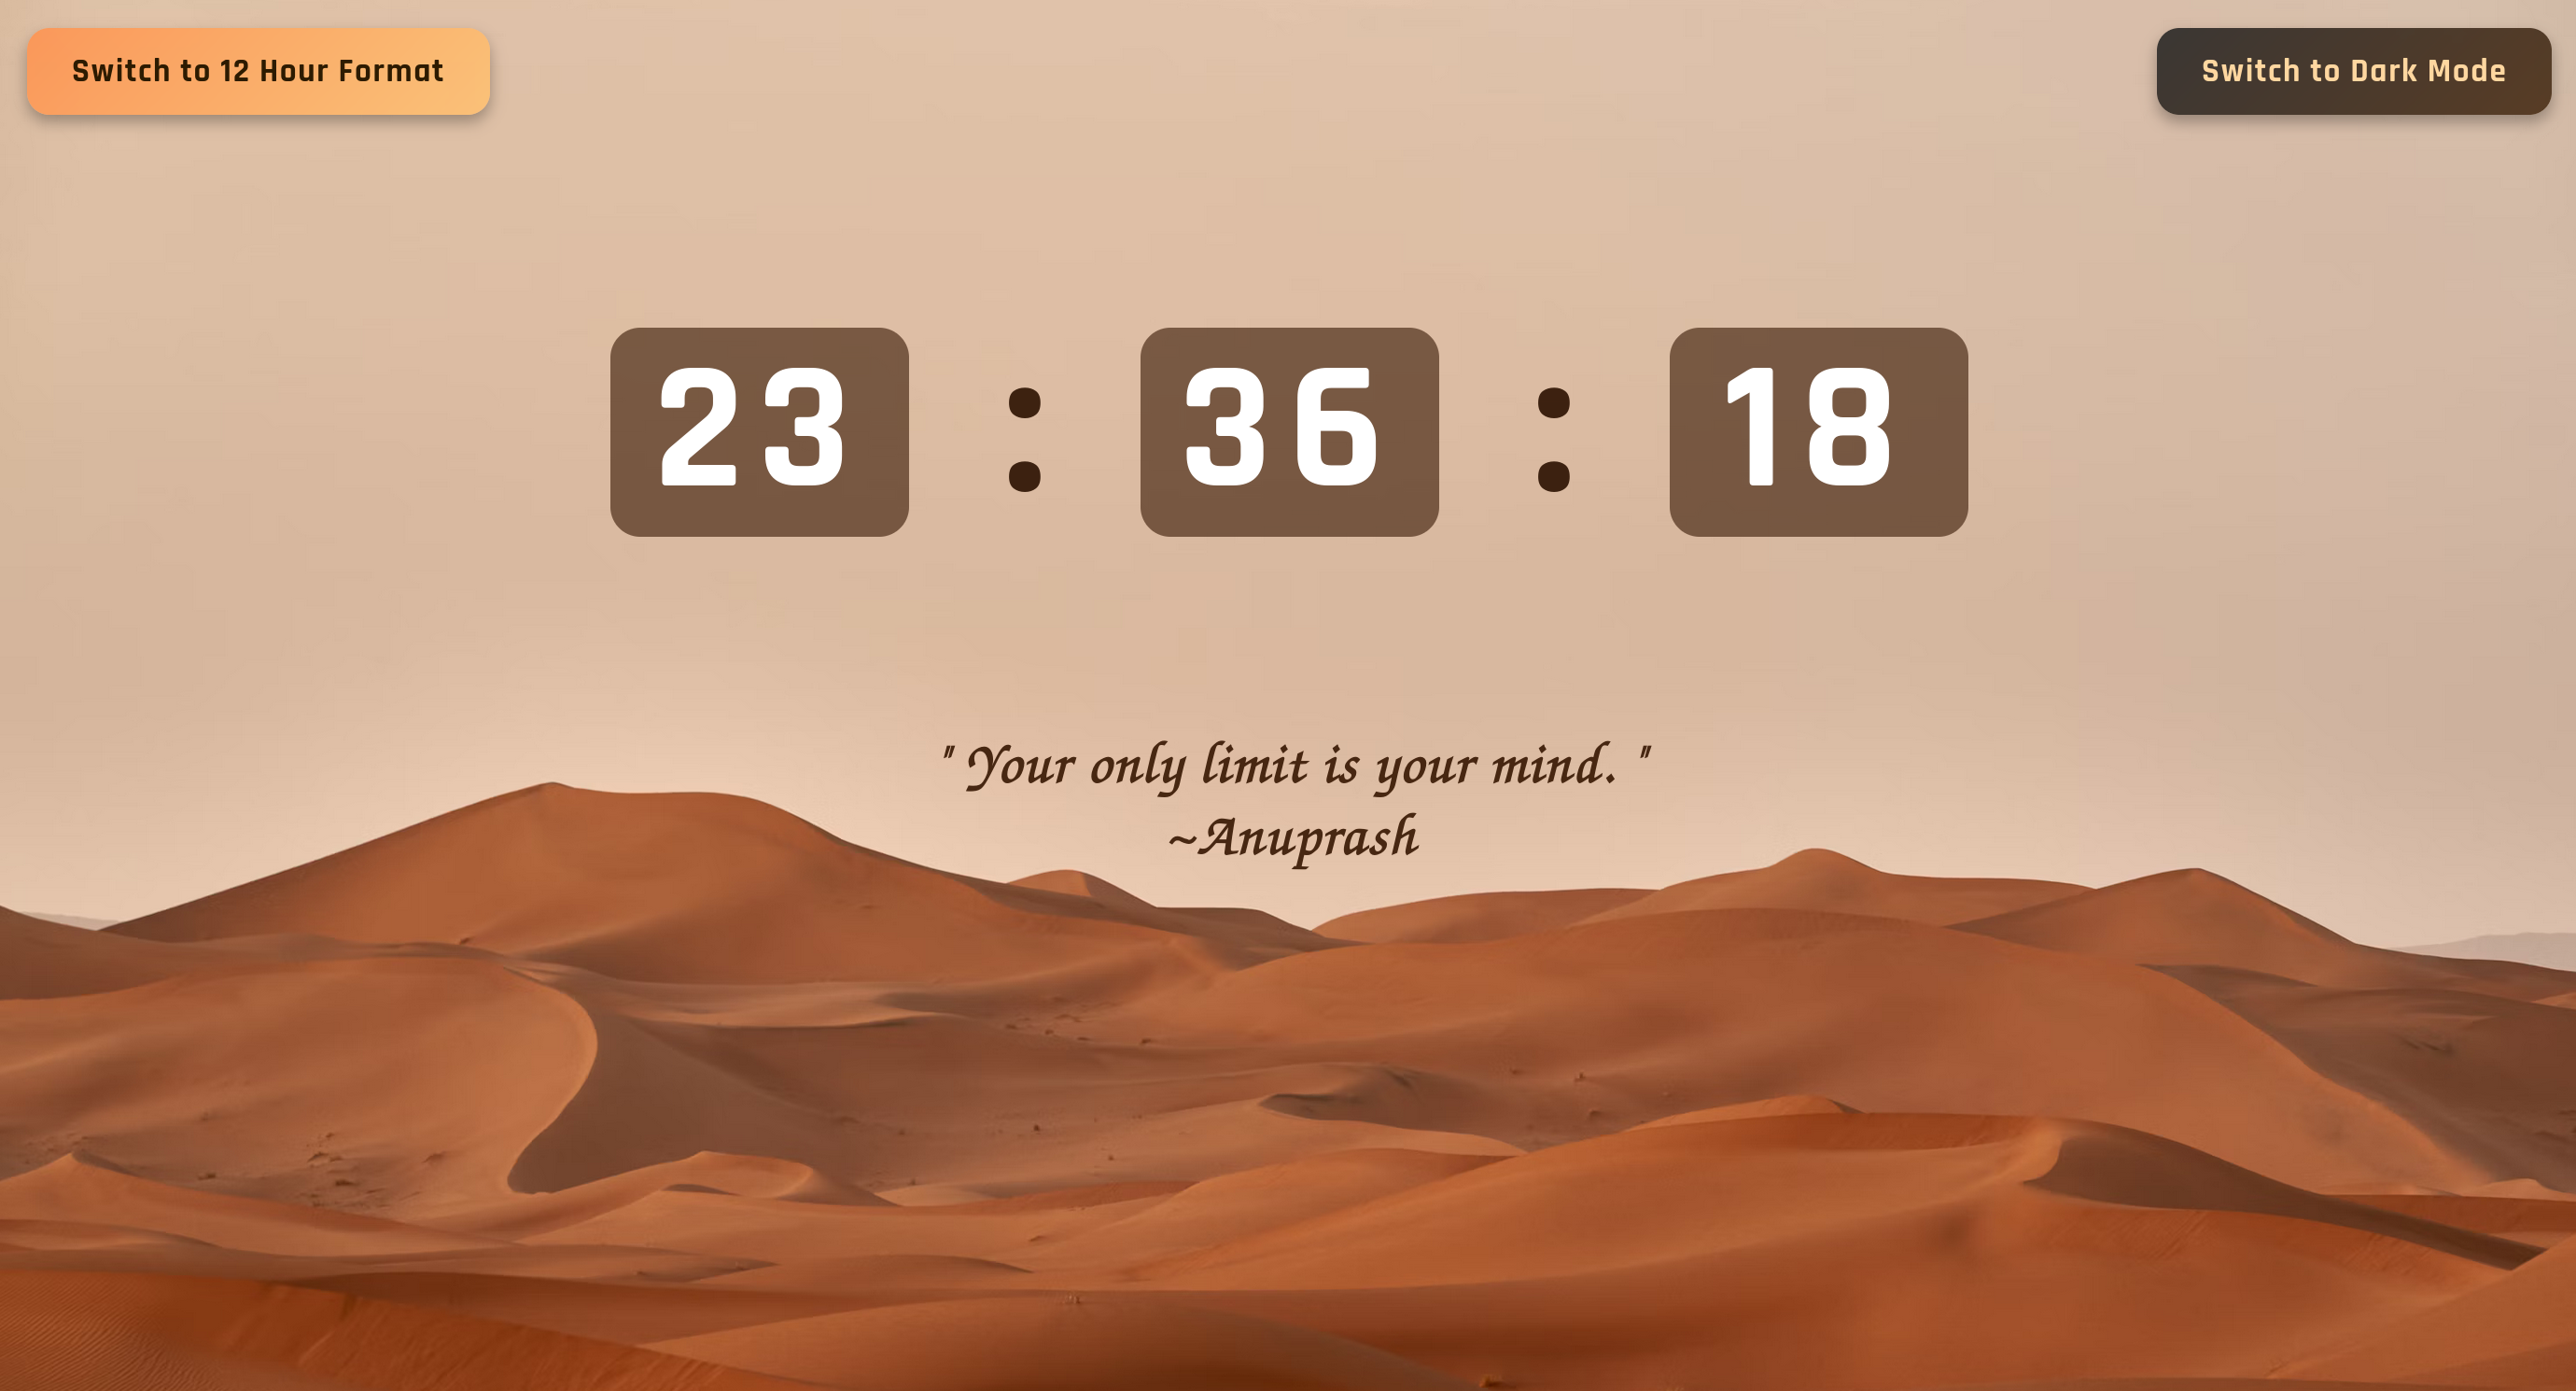 Switch to 12 Hour Format
Switch to Dark Mode
23 : 36 : 18
" Your only limit is your mind. "
~Anuprash